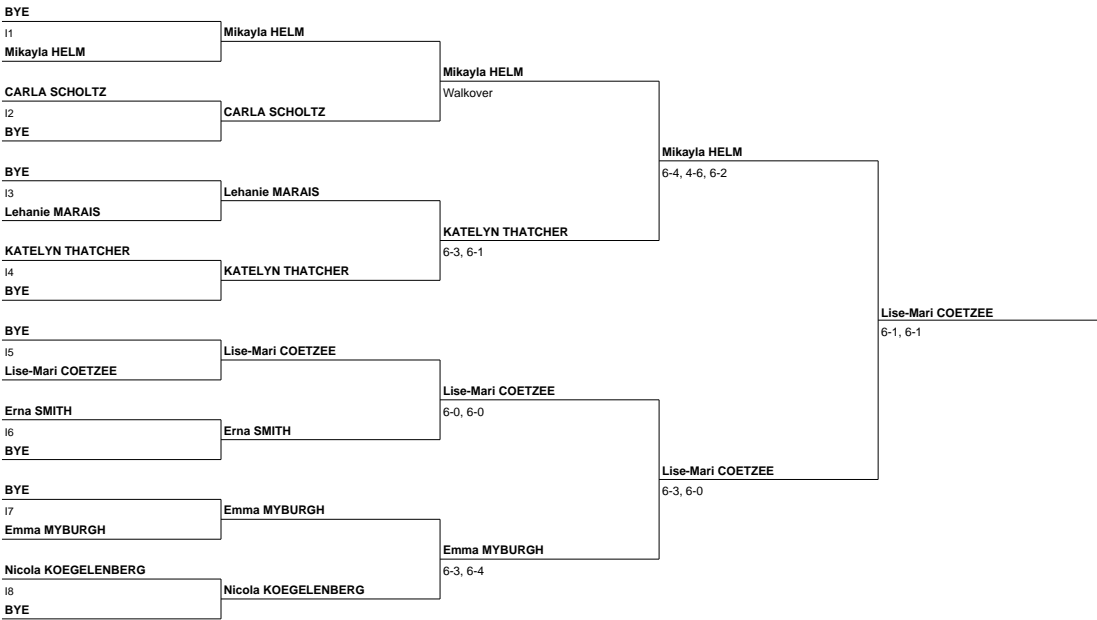 BYE
I1
Mikayla HELM
CARLA SCHOLTZ
I2
BYE
BYE
I3
Lehanie MARAIS
KATELYN THATCHER
I4
BYE
BYE
I5
Lise-Mari COETZEE
Erna SMITH
I6
BYE
BYE
I7
Emma MYBURGH
Nicola KOEGELENBERG
I8
BYE
Mikayla HELM
CARLA SCHOLTZ
Lehanie MARAIS
KATELYN THATCHER
Lise-Mari COETZEE
Erna SMITH
Emma MYBURGH
Nicola KOEGELENBERG
Mikayla HELM
Walkover
KATELYN THATCHER
6-3, 6-1
Lise-Mari COETZEE
6-0, 6-0
Emma MYBURGH
6-3, 6-4
Mikayla HELM
6-4, 4-6, 6-2
Lise-Mari COETZEE
6-3, 6-0
Lise-Mari COETZEE
6-1, 6-1